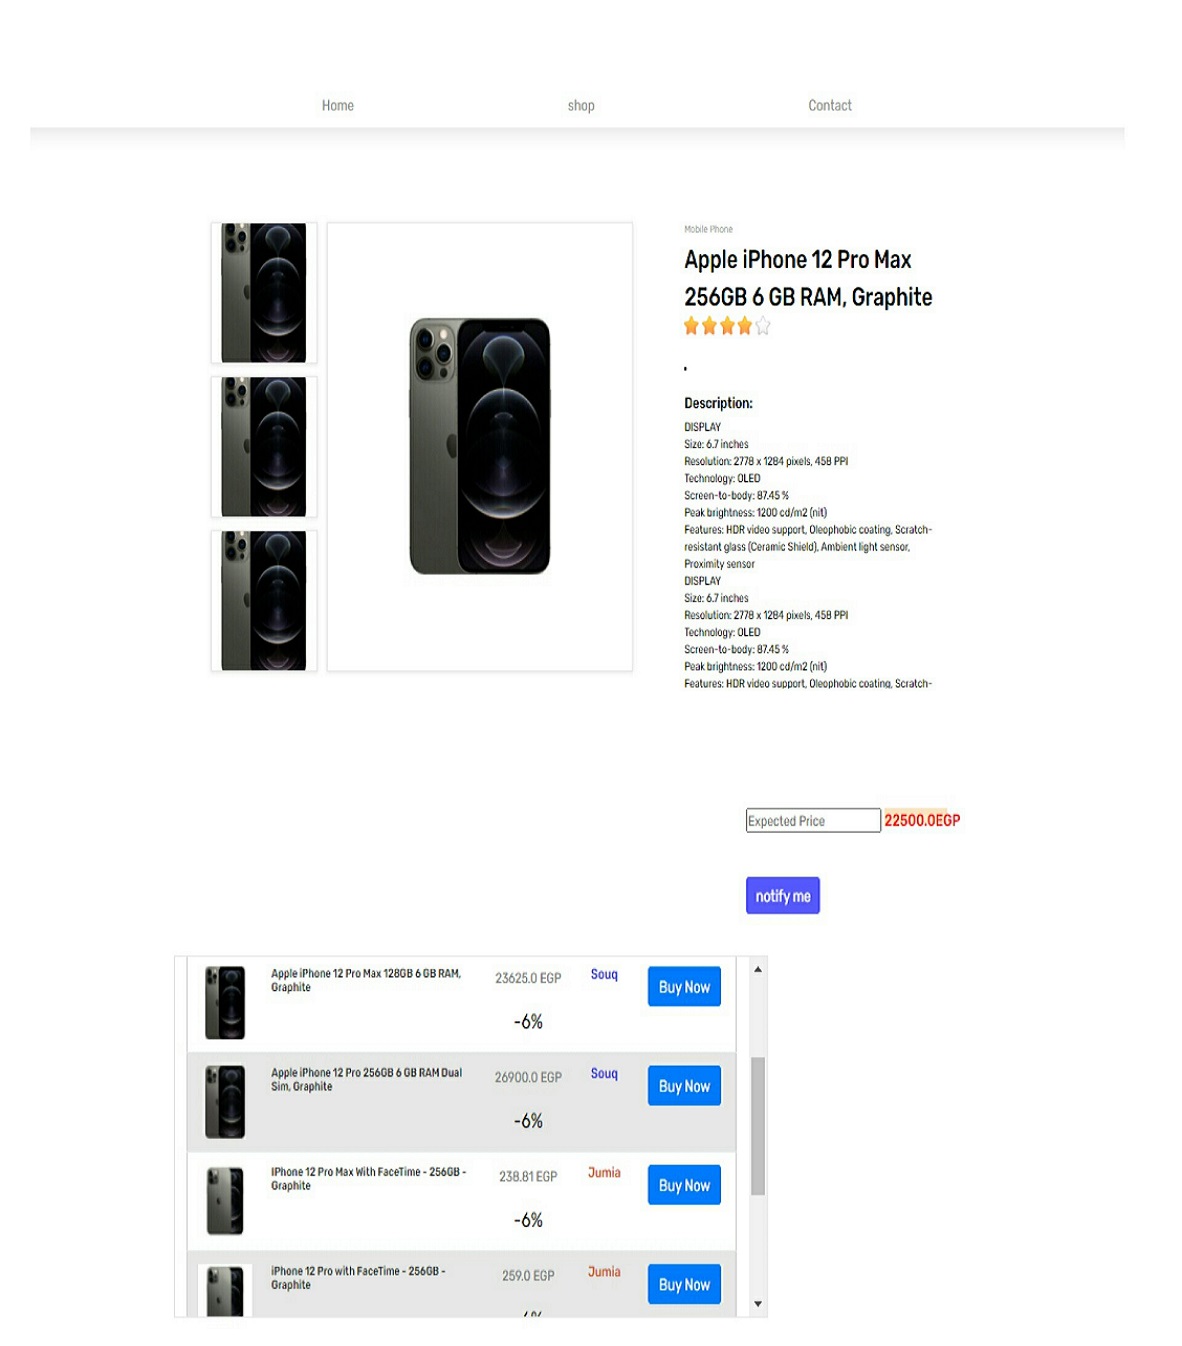 Home
shop
Contact
Mobile Phone
Apple iPhone 12 Pro Max
256GB 6 GB RAM, Graphite
Description:
DISPLAY
Size: 6.7 inches
Resolution: 2778 x 1284 pixels, 458 PPI
Technology: OLED
Screen-to-body: 87.45 %
Peak brightness: 1200 cd/m2 (nit)
Features: HDR video support, Oleophobic coating, Scratch-
resistant glass (Ceramic Shield), Ambient light sensor,
Proximity sensor
DISPLAY
Size: 6.7 inches
Resolution: 2778 x 1284 pixels, 458 PPI
Technology: OLED
Screen-to-body: 87.45 %
Peak brightness: 1200 cd/m2 (nit)
Features: HDR video support, Oleophobic coating, Scratch-
Expected Price 22500.0EGP
notify me
Apple iPhone 12 Pro Max 128GB 6 GB RAM,
Graphite
23625.0 EGP
-6%
Souq
Buy Now
Apple iPhone 12 Pro 256GB 6 GB RAM Dual
Sim, Graphite
26900.0 EGP
-6%
Souq
Buy Now
IPhone 12 Pro Max With FaceTime - 256GB -
Graphite
238.81 EGP
-6%
Jumia
Buy Now
iPhone 12 Pro with FaceTime - 256GB -
Graphite
259.0 EGP
Jumia
Buy Now